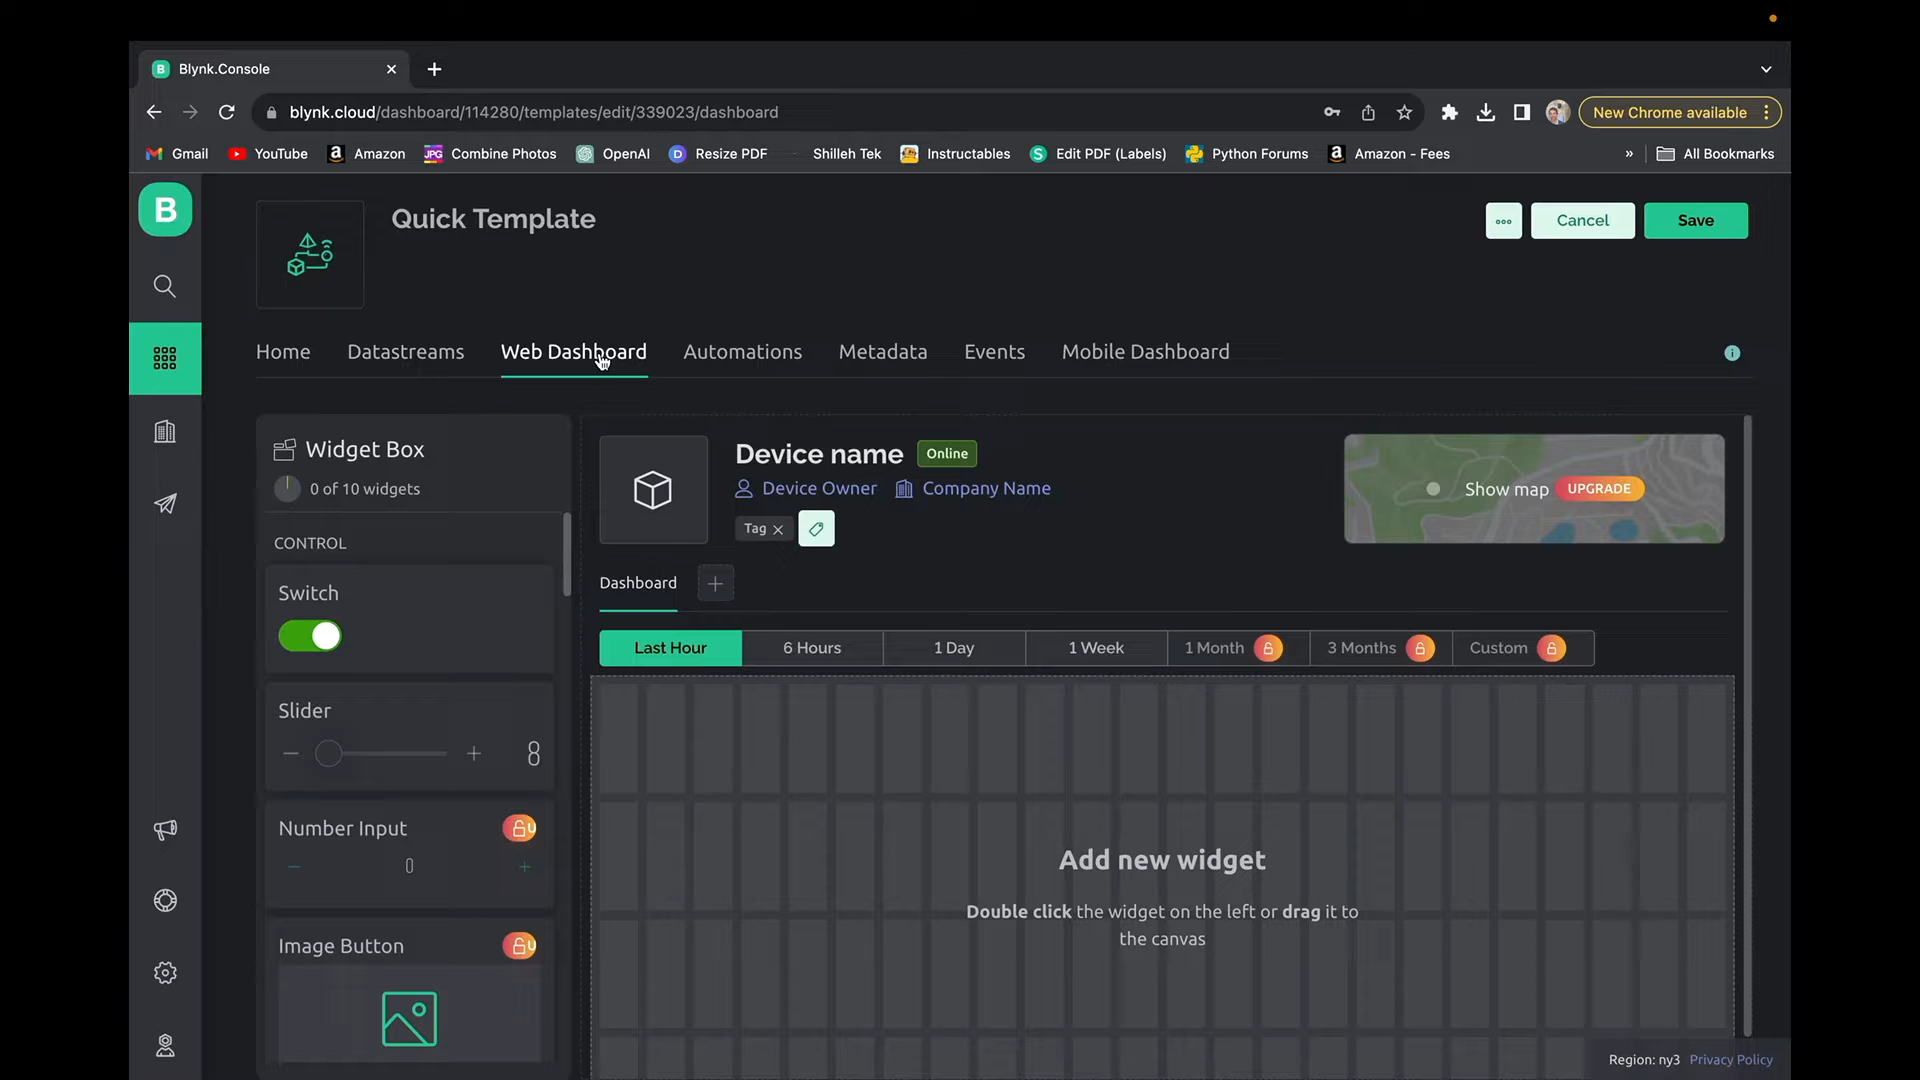 Blynk.Console
blynk.cloud/dashboard/114280/templates/edit/339023/dashboard
New Chrome available
Gmail YouTube Amazon Combine Photos OpenAI Resize PDF Shilleh Tek Instructables Edit PDF (Labels) Python Forums Amazon - Fees » All Bookmarks
B
Quick Template
Cancel Save
Home Datastreams Web Dashboard Automations Metadata Events Mobile Dashboard
Widget Box
0 of 10 widgets
CONTROL
Switch
Slider
8
Number Input
0
Image Button
Device name Online
Device Owner Company Name
Tag
Show map UPGRADE
Dashboard
Last Hour 6 Hours 1 Day 1 Week 1 Month 3 Months Custom
Add new widget
Double click the widget on the left or drag it to
the canvas
Region: ny3 Privacy Policy